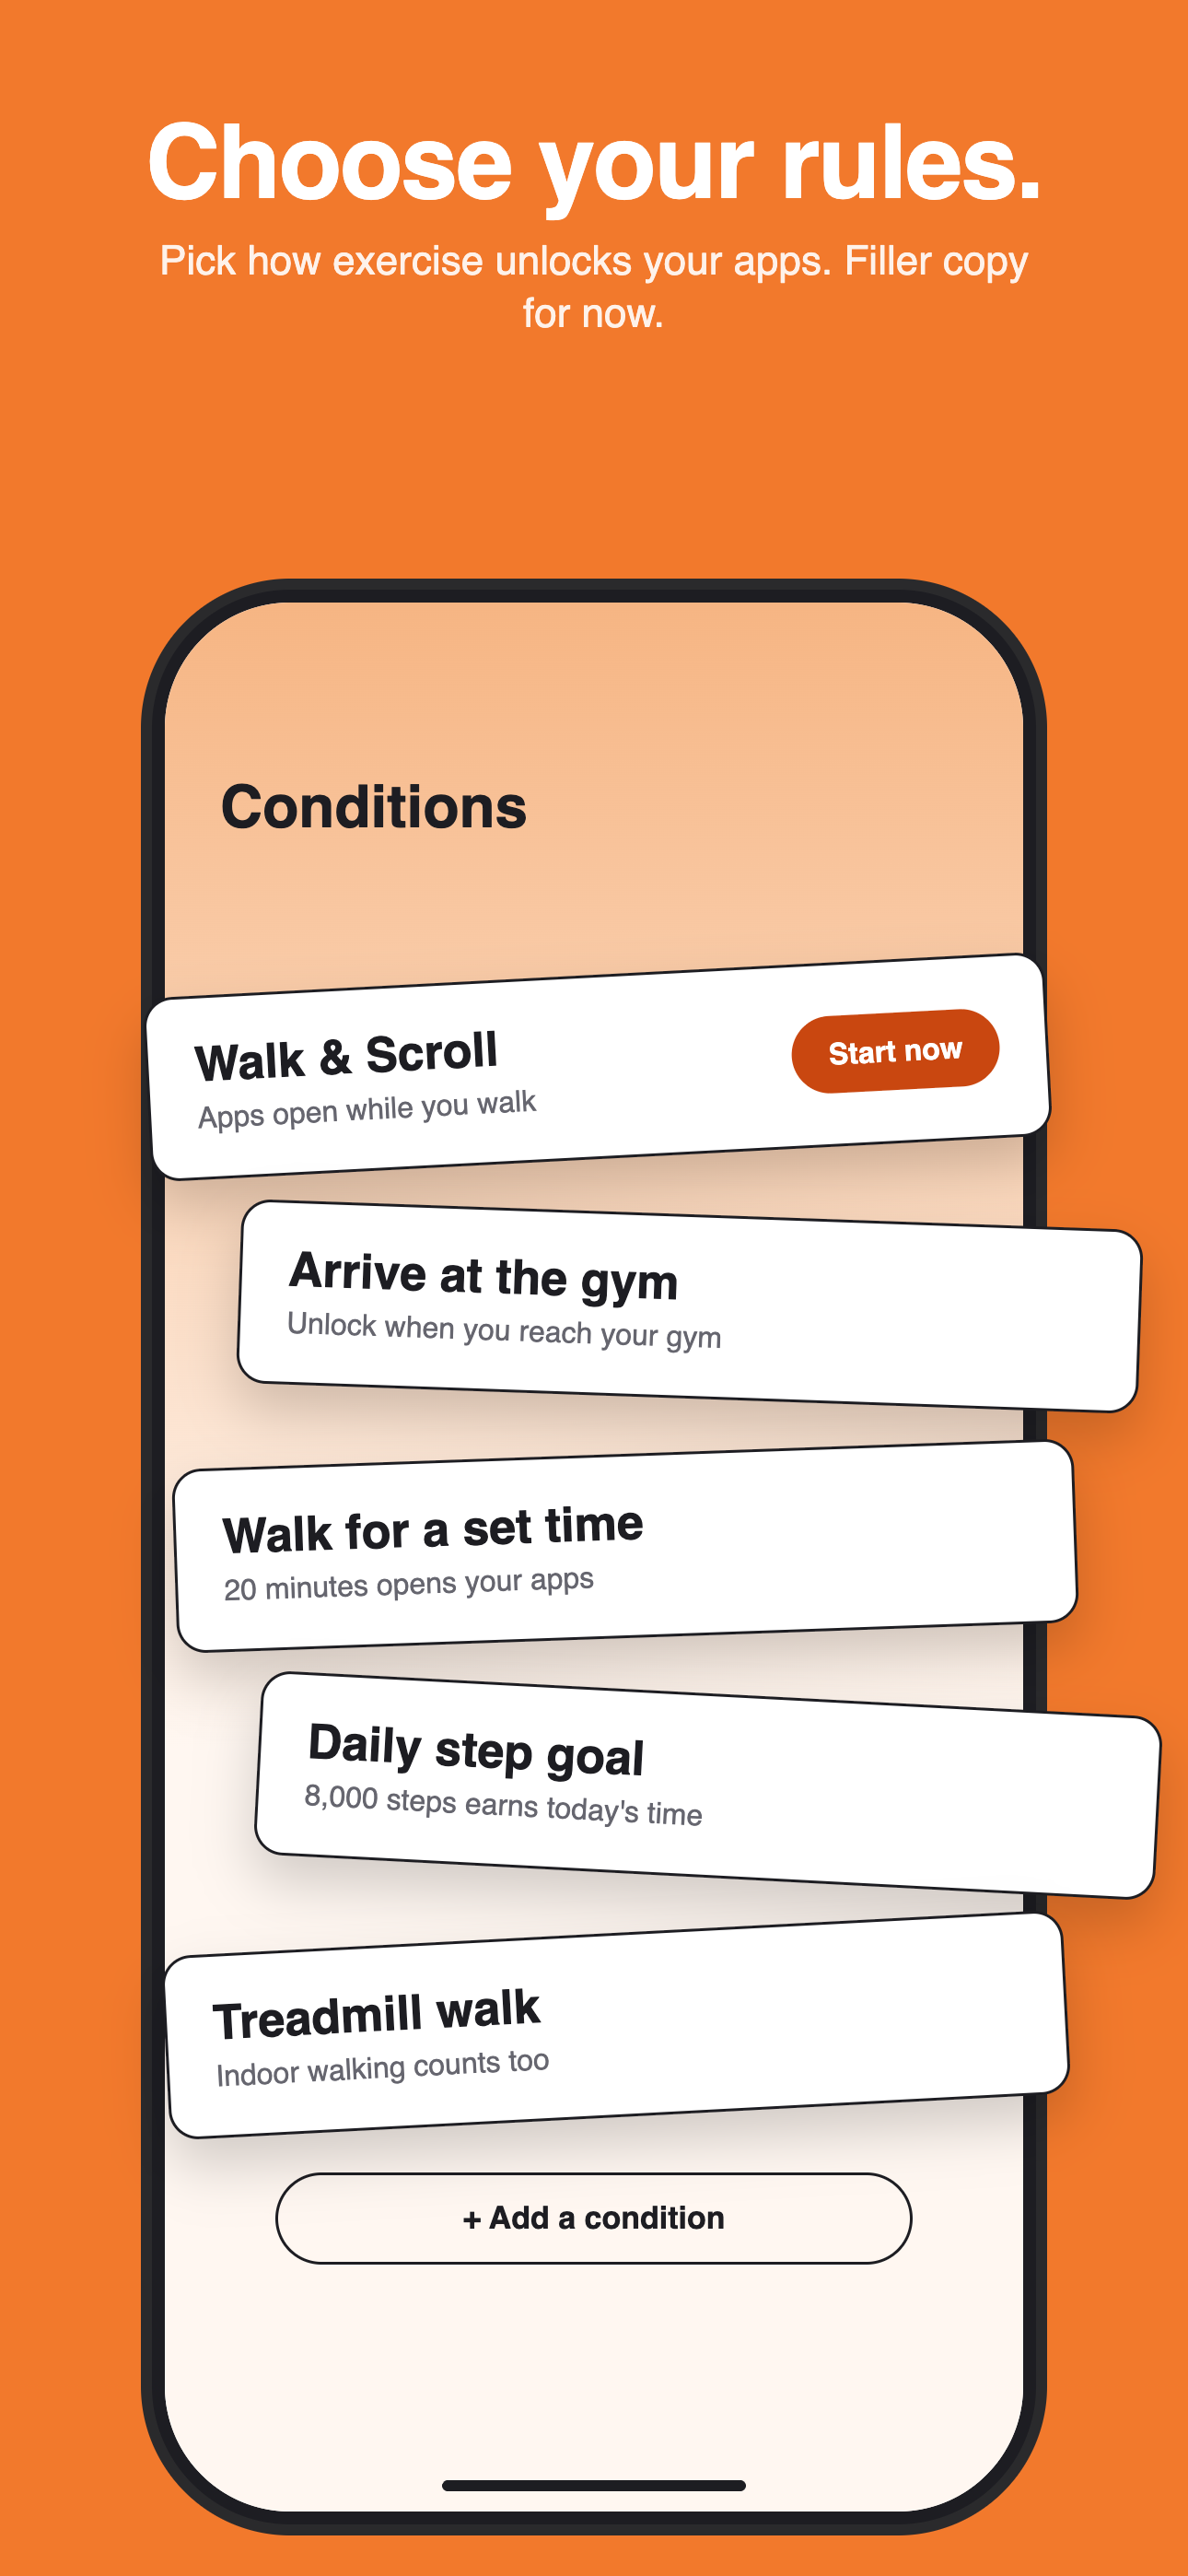 Choose your rules.
Pick how exercise unlocks your apps. Filler copy
for now.
Conditions
Walk & Scroll
Apps open while you walk
Start now
Arrive at the gym
Unlock when you reach your gym
Walk for a set time
20 minutes opens your apps
Daily step goal
8,000 steps earns today's time
Treadmill walk
Indoor walking counts too
+ Add a condition